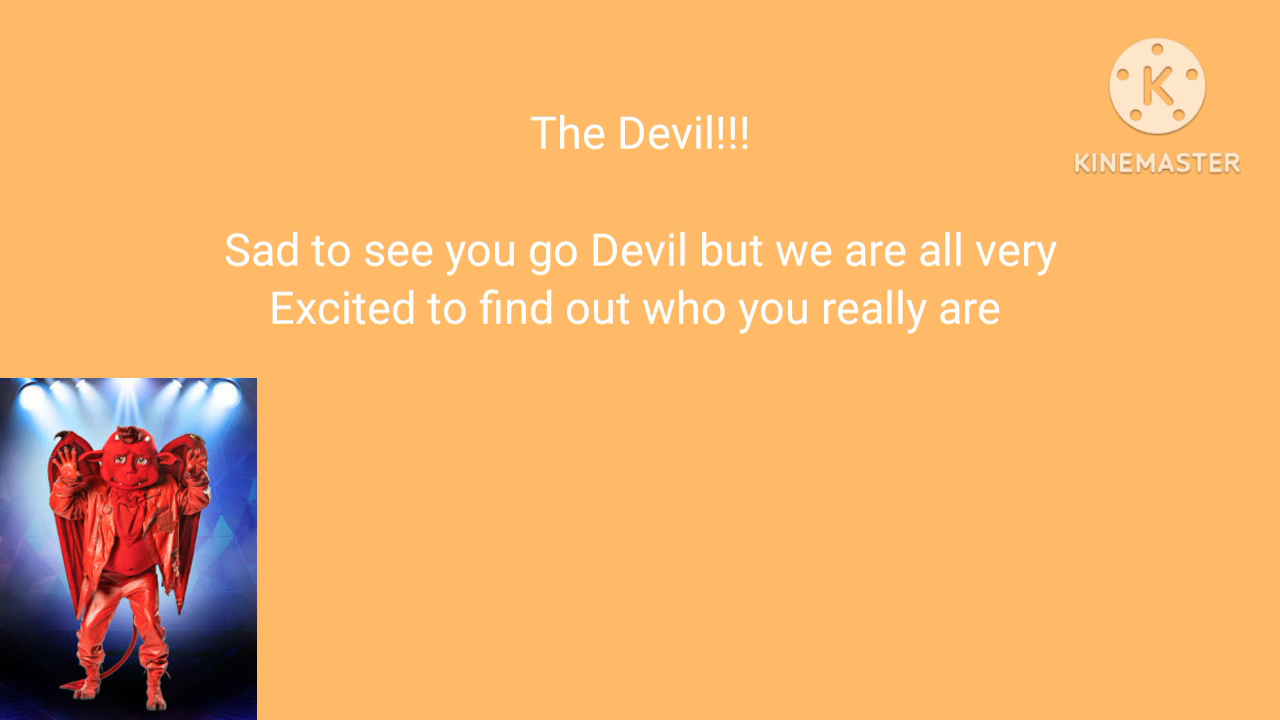 The Devil!!!
K
KINEMASTER
Sad to see you go Devil but we are all very
Excited to find out who you really are